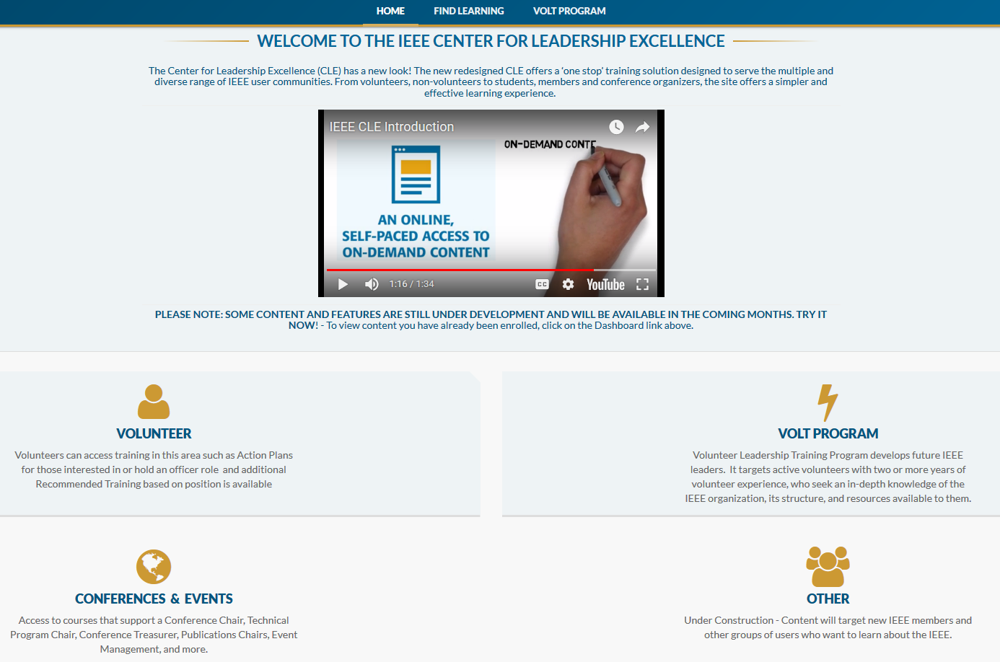 HOME FIND LEARNING VOLT PROGRAM
WELCOME TO THE IEEE CENTER FOR LEADERSHIP EXCELLENCE
The Center for Leadership Excellence (CLE) has a new look! The new redesigned CLE offers a ‘one stop’ training solution designed to serve the multiple and
diverse range of IEEE user communities. From volunteers, non-volunteers to students, members and conference organizers, the site offers a simpler and
effective learning experience.
IEEE CLE Introduction
ON-DEMAND CONTE
AN ONLINE,
SELF-PACED ACCESS TO
ON-DEMAND CONTENT
1:16 / 1:34 CC YouTube
PLEASE NOTE: SOME CONTENT AND FEATURES ARE STILL UNDER DEVELOPMENT AND WILL BE AVAILABLE IN THE COMING MONTHS. TRY IT
NOW! - To view content you have already been enrolled, click on the Dashboard link above.
VOLUNTEER
Volunteers can access training in this area such as Action Plans
for those interested in or hold an officer role and additional
Recommended Training based on position is available
VOLT PROGRAM
Volunteer Leadership Training Program develops future IEEE
leaders. It targets active volunteers with two or more years of
volunteer experience, who seek an in-depth knowledge of the
IEEE organization, its structure, and resources available to them.
CONFERENCES & EVENTS
Access to courses that support a Conference Chair, Technical
Program Chair, Conference Treasurer, Publications Chairs, Event
Management, and more.
OTHER
Under Construction - Content will target new IEEE members and
other groups of users who want to learn about the IEEE.